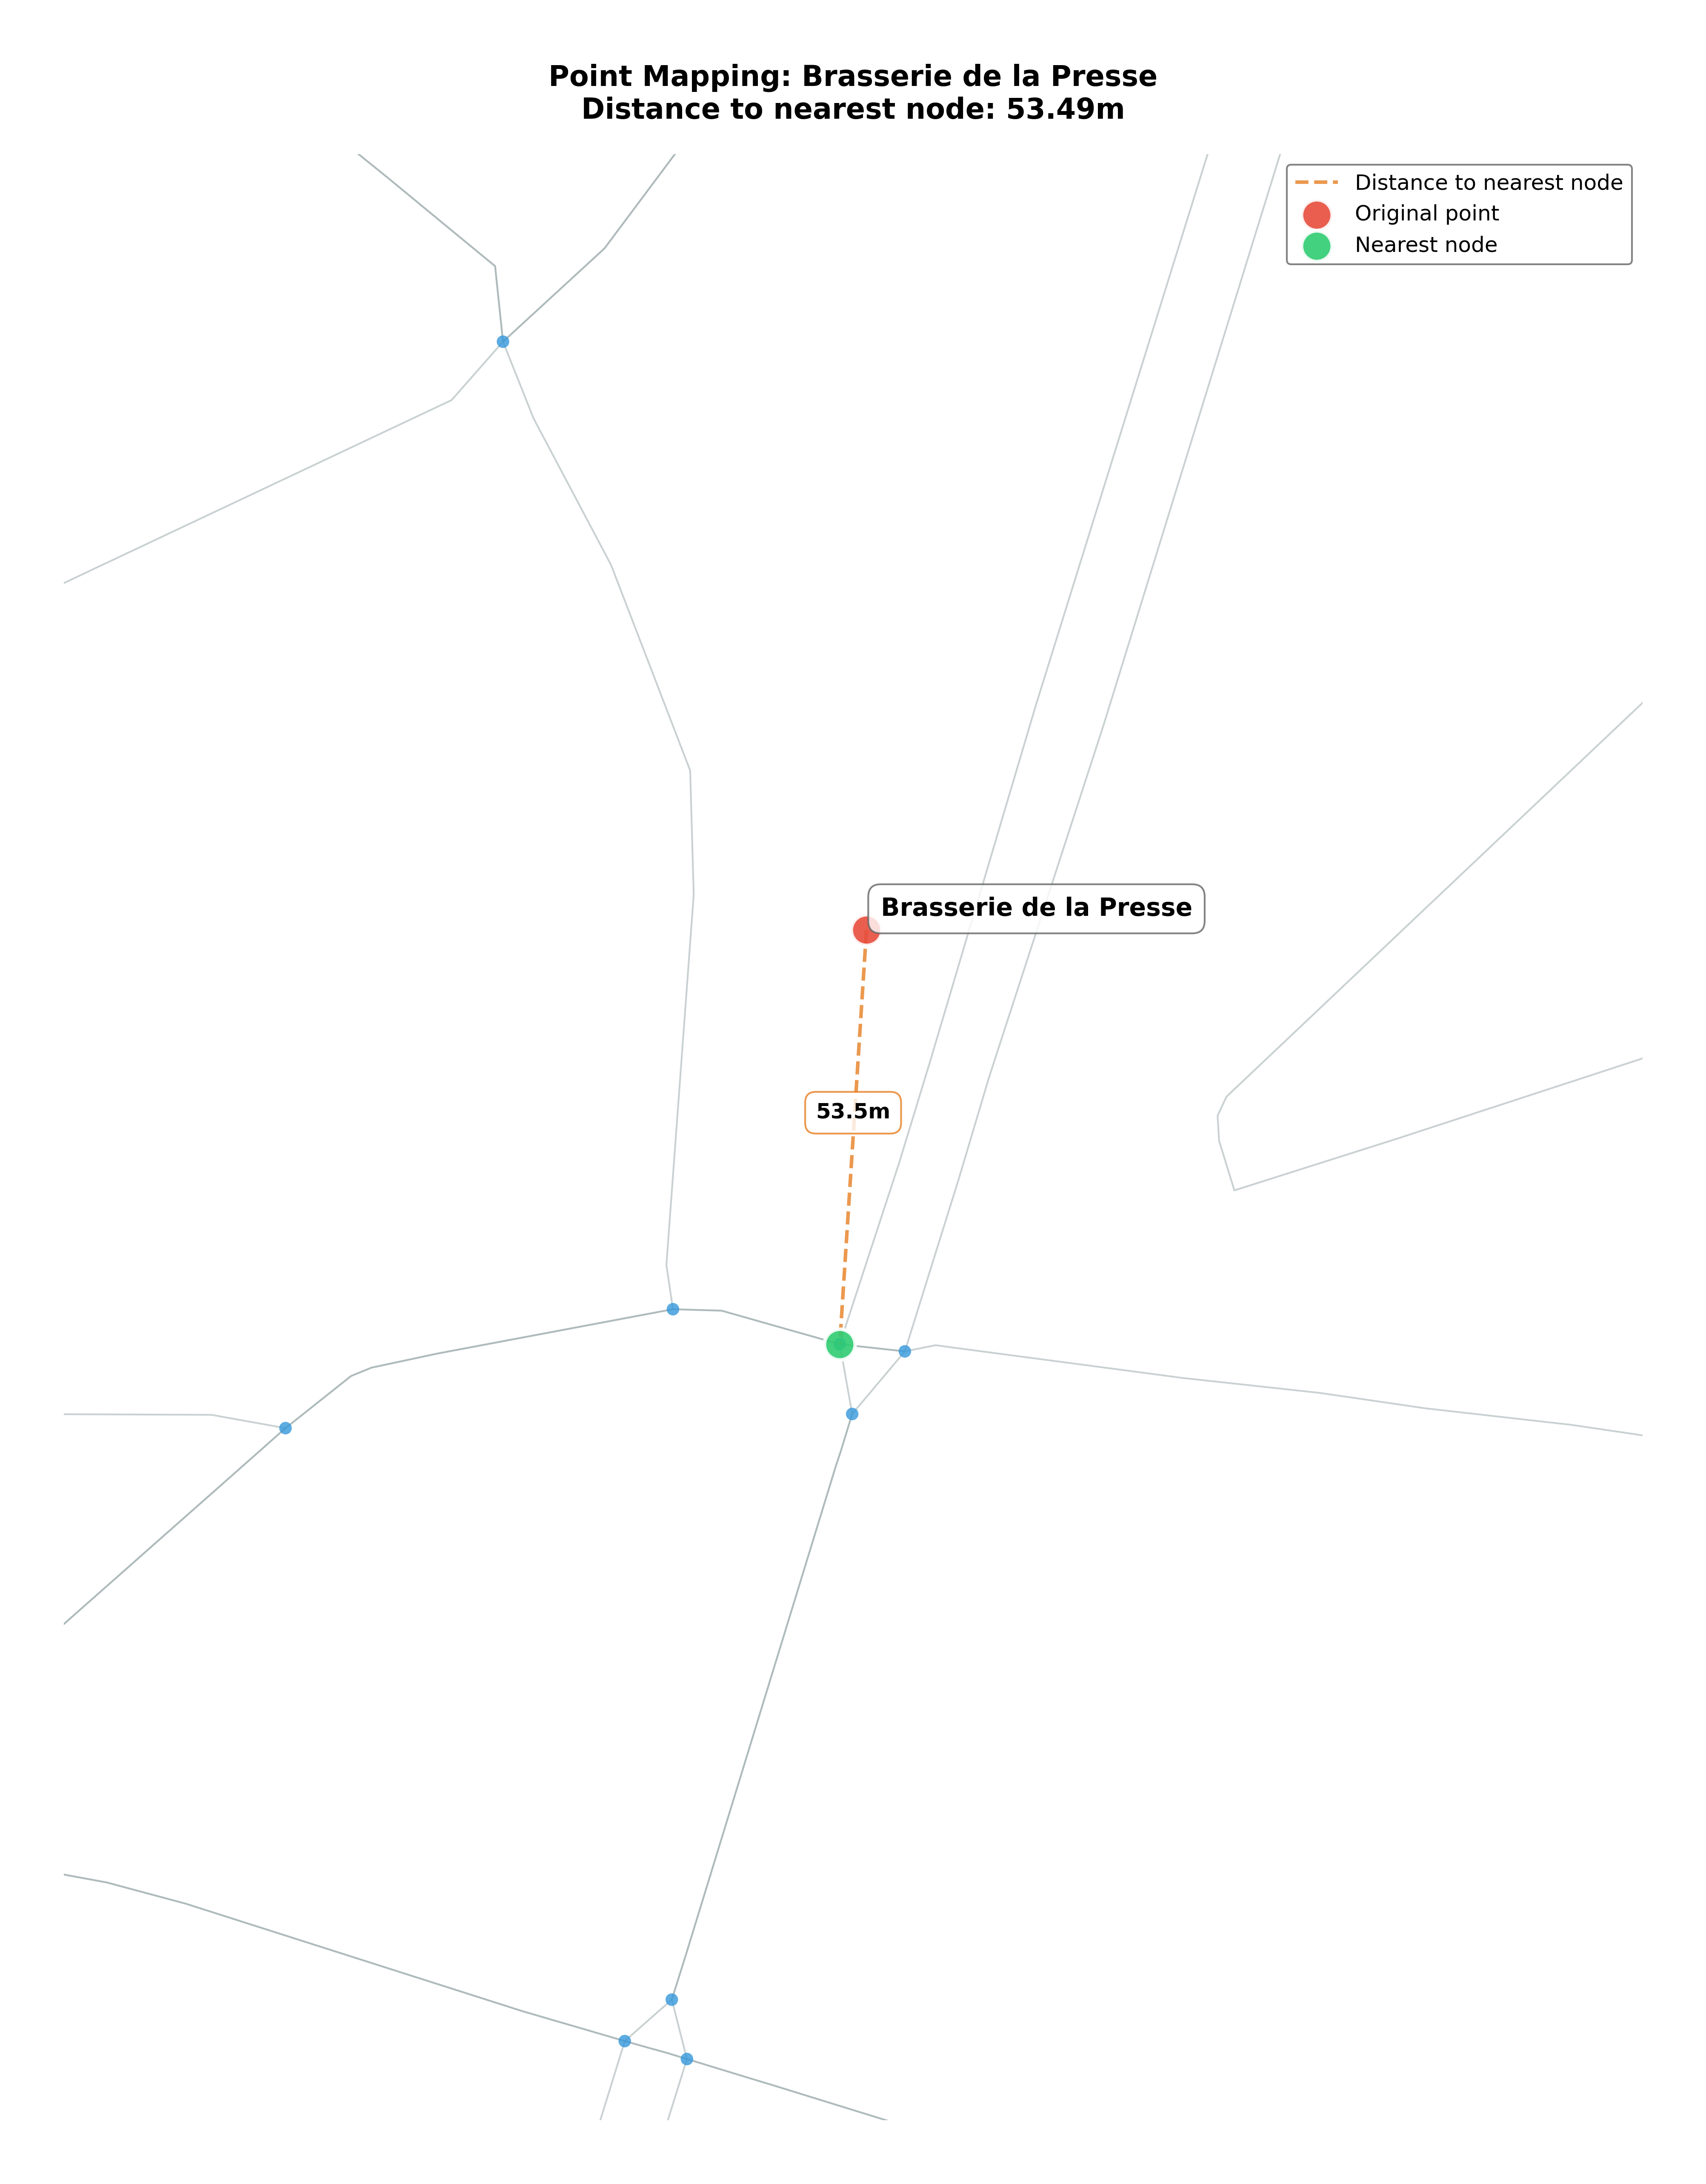 Point Mapping: Brasserie de la Presse
Distance to nearest node: 53.49m
Distance to nearest node
Original point
Nearest node
Brasserie de la Presse
53.5m